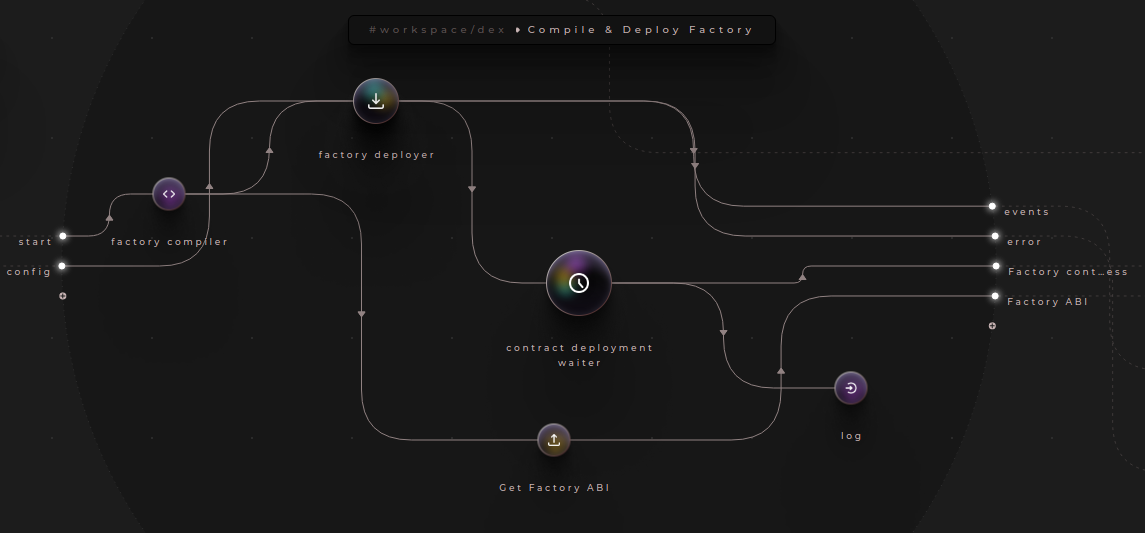 #workspace/dex ➧ Compile & Deploy Factory
factory deployer
start
factory compiler
config
events
error
Factory cont…ess
Factory ABI
contract deployment
waiter
log
Get Factory ABI